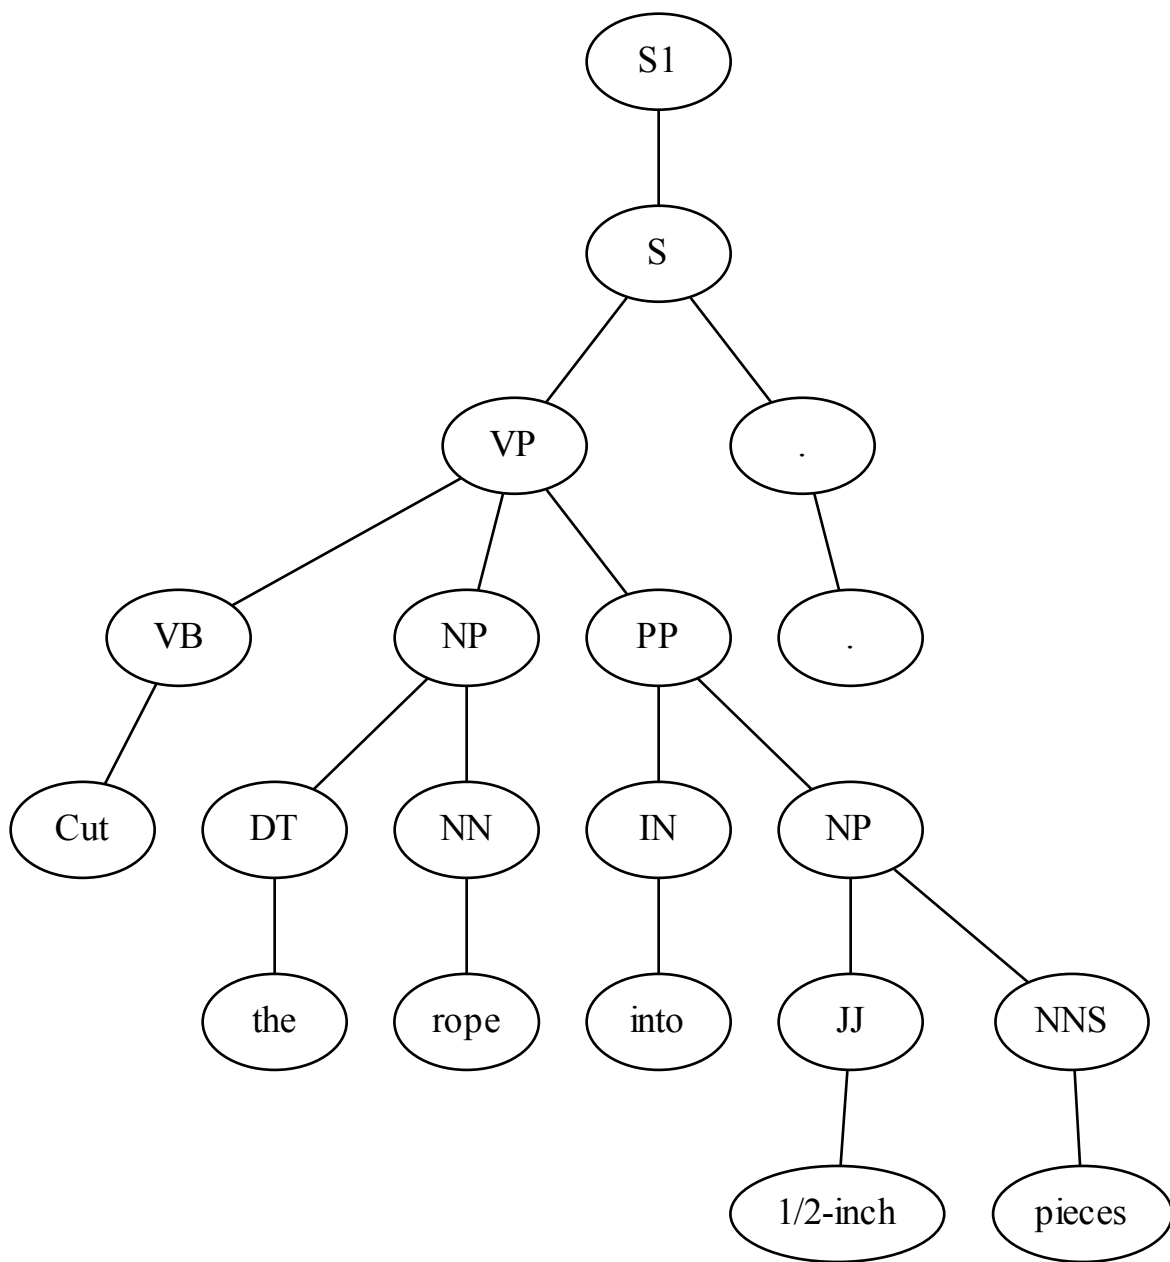 S1
S
VP .
VB NP PP .
Cut DT NN IN NP
the rope into JJ NNS
1/2-inch pieces